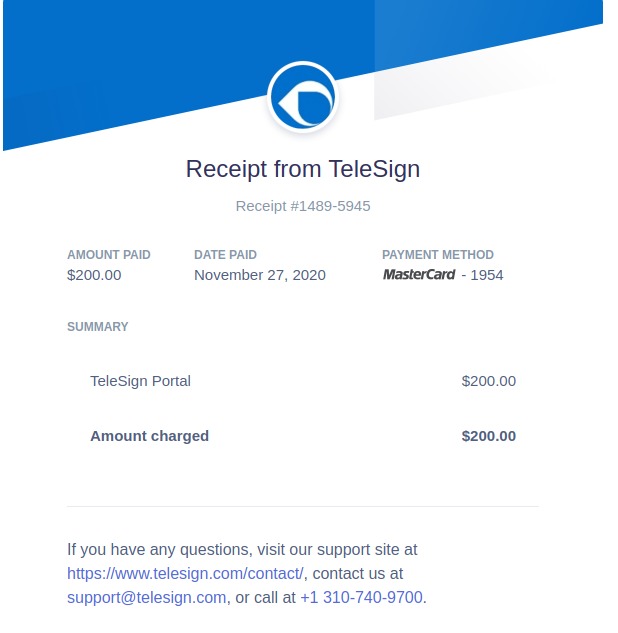 Receipt from TeleSign
Receipt #1489-5945
AMOUNT PAID DATE PAID PAYMENT METHOD
$200.00 November 27, 2020 MasterCard - 1954
SUMMARY
TeleSign Portal $200.00
Amount charged $200.00
If you have any questions, visit our support site at
https://www.telesign.com/contact/, contact us at
support@telesign.com, or call at +1 310-740-9700.